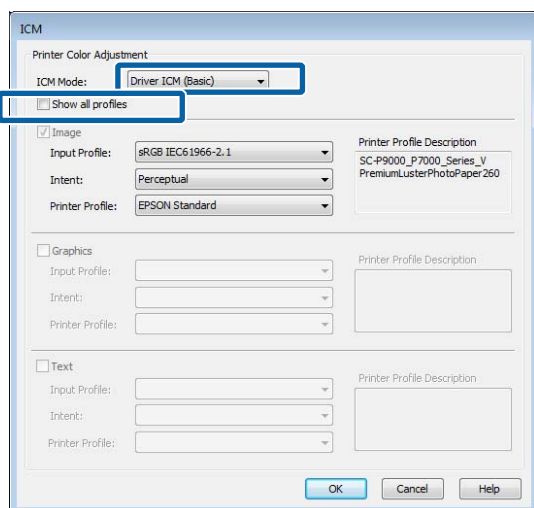 ICM
Printer Color Adjustment
ICM Mode: Driver ICM (Basic)
Show all profiles
Image
Input Profile: sRGB IEC61966-2.1
Intent: Perceptual
Printer Profile: EPSON Standard
Printer Profile Description
SC-P9000_P7000_Series_V
PremiumLusterPhotoPaper260
Graphics
Input Profile:
Intent:
Printer Profile:
Printer Profile Description
Text
Input Profile:
Intent:
Printer Profile:
Printer Profile Description
OK Cancel Help